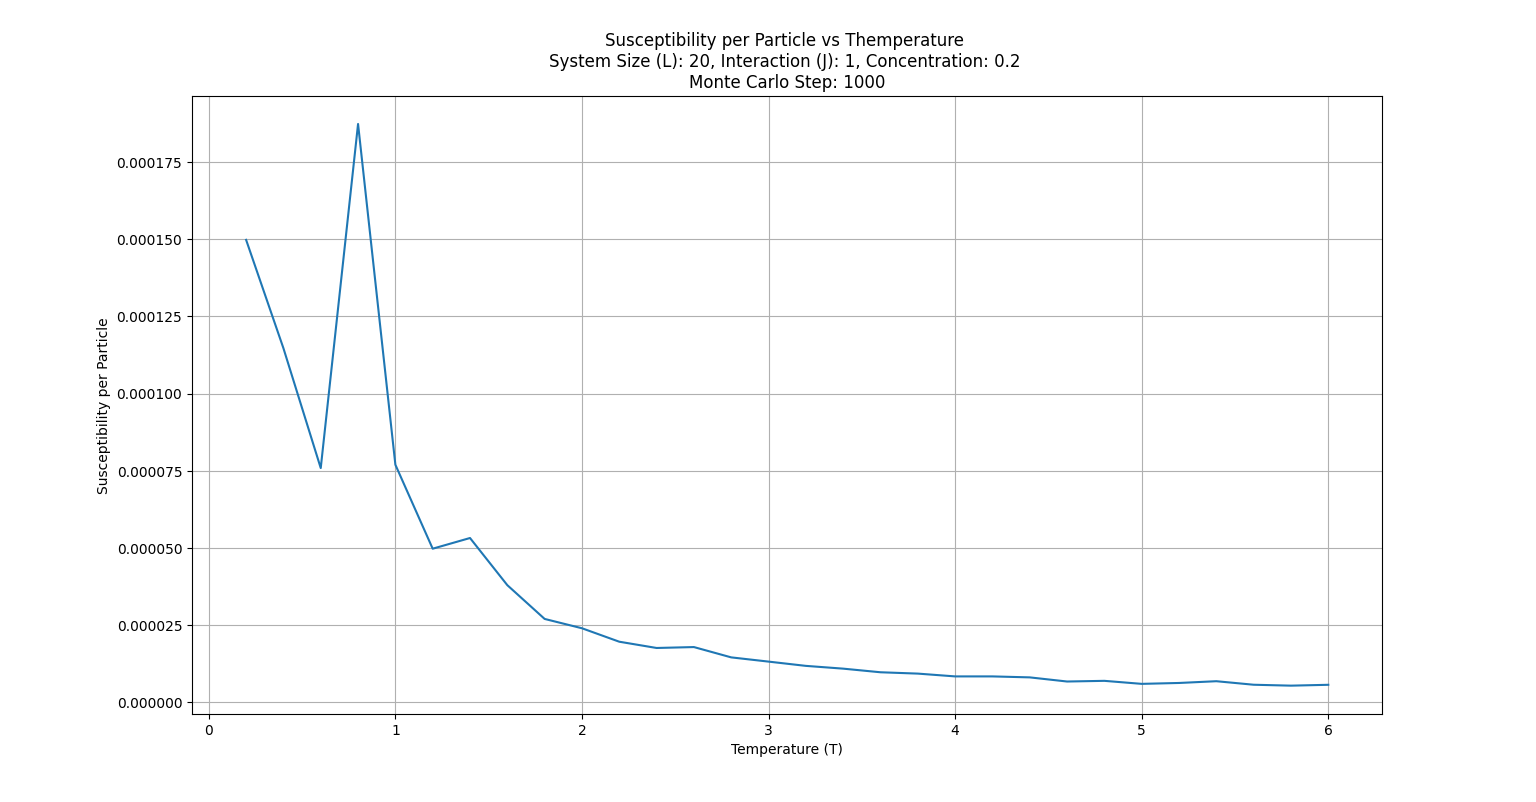 Susceptibility per Particle vs Themperature
System Size (L): 20, Interaction (J): 1, Concentration: 0.2
Monte Carlo Step: 1000
Susceptibility per Particle
0.000175
0.000150
0.000125
0.000100
0.000075
0.000050
0.000025
0.000000
0 1 2 3 4 5 6
Temperature (T)